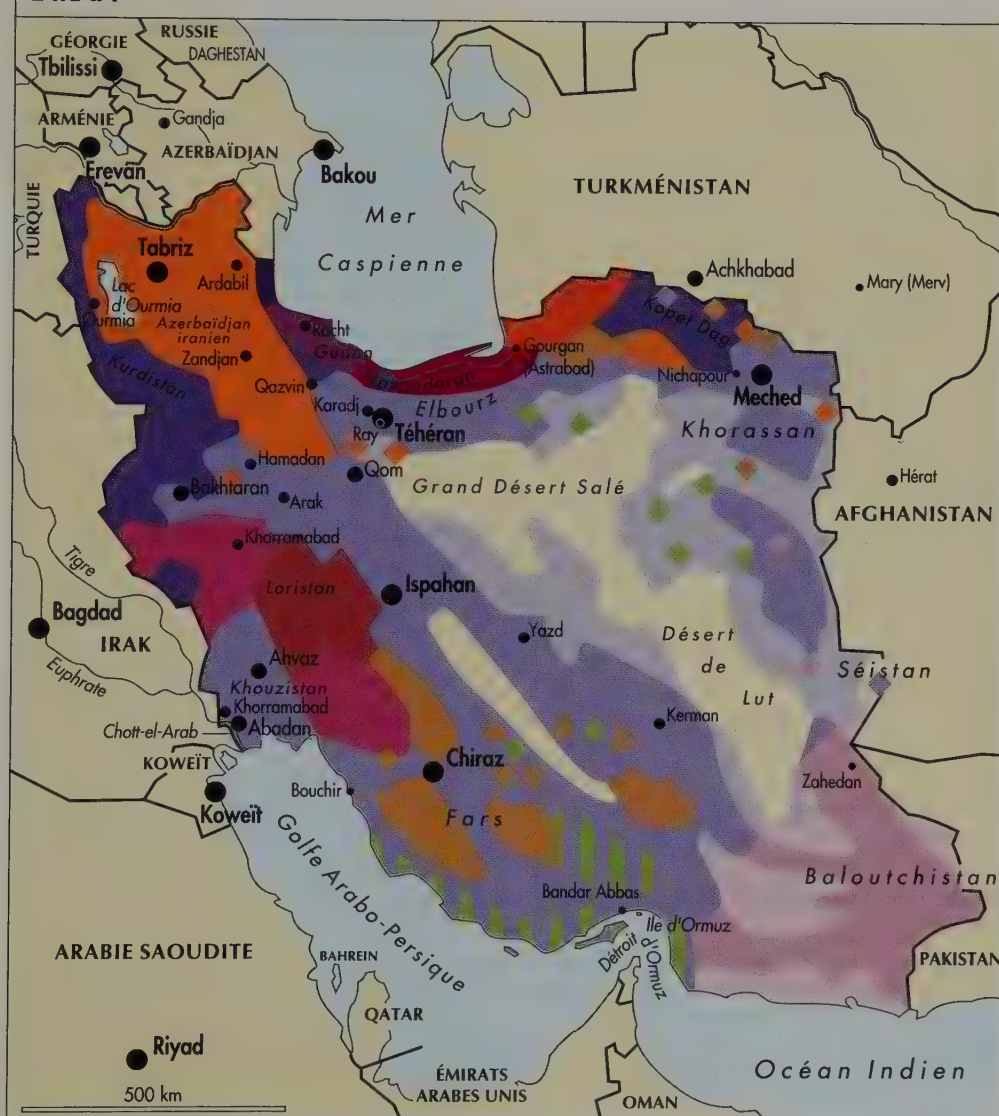 RUSSIE
GÉORGIE
DAGHESTAN
Tbilissi
ARMÉNIE
Gandja
AZERBAÏDJAN
Erevan
Bakou
TURKMÉNISTAN
TURQUIE
Mer
Caspienne
Tabriz
Ardabil
Achkhabad
Mary (Merv)
Lac
d'Ourmia
Ourmia
Azerbaïdjan
iranien
Kopet Dag
Racht
Guilan
Gourgan
(Astrabad)
Zandjan
Kurdistan
Mazandaran
Nichapour
Meched
Qazvin
Elbourz
Karadj
Ray
Téhéran
Khorassan
Hamadan
Qom
Grand Désert Salé
Hérat
Bakhtaran
Arak
AFGHANISTAN
Khorramabad
Tigre
Loristan
Ispahan
Bagdad
IRAK
Yazd
Désert
de
Lut
Euphrate
Ahvaz
Séistan
Khouzistan
Khorramabad
Kerman
Chott-el-Arab
Abadan
KOWEÏT
Chiraz
Zahedan
Koweït
Bouchir
Fars
Golfe Arabo-Persique
Baloutchistan
Bandar Abbas
Ile d'Ormuz
Détroit
d'Ormuz
ARABIE SAOUDITE
BAHREIN
PAKISTAN
QATAR
Riyad
Océan Indien
ÉMIRATS
ARABES UNIS
500 km
OMAN